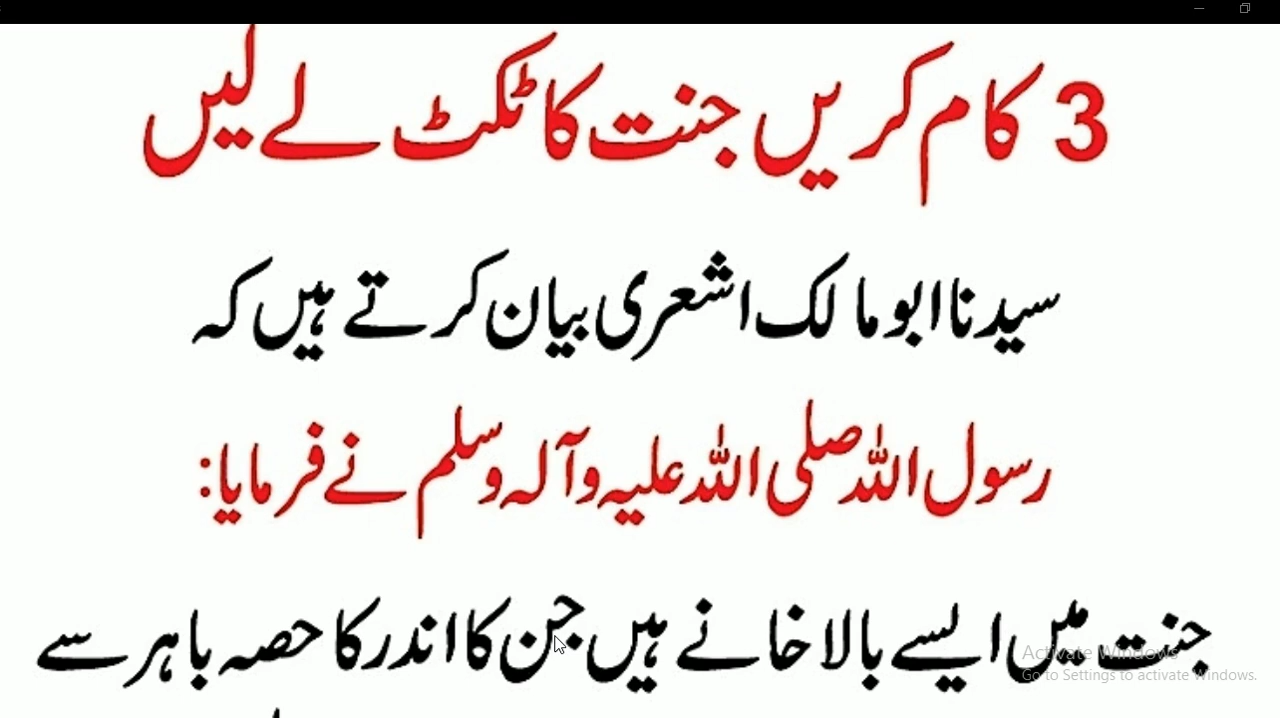 3 کام کریں جنت کا ٹکٹ لے لیں
سیدنا ابو مالک اشعری بیان کرتے ہیں کہ
رسول اللہ صلی اللہ علیہ وآلہ وسلم نے فرمایا:
جنت میں ایسے بالا خانے ہیں جن کا اندر کا حصہ باہر سے
Activate Windows
Go to Settings to activate Windows.